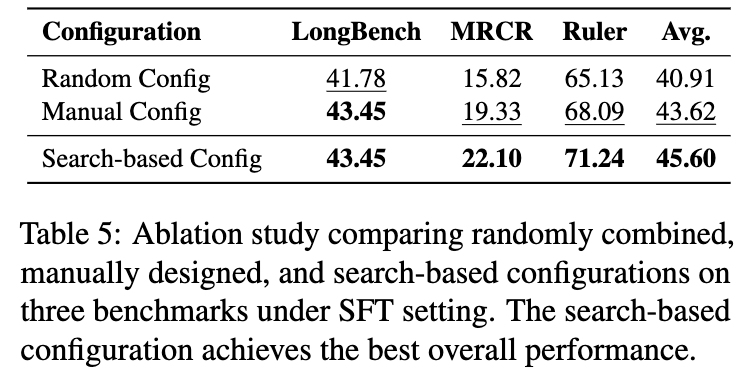 Configuration LongBench MRCR Ruler Avg.
Random Config 41.78 15.82 65.13 40.91
Manual Config 43.45 19.33 68.09 43.62
Search-based Config 43.45 22.10 71.24 45.60
Table 5: Ablation study comparing randomly combined,
manually designed, and search-based configurations on
three benchmarks under SFT setting. The search-based
configuration achieves the best overall performance.